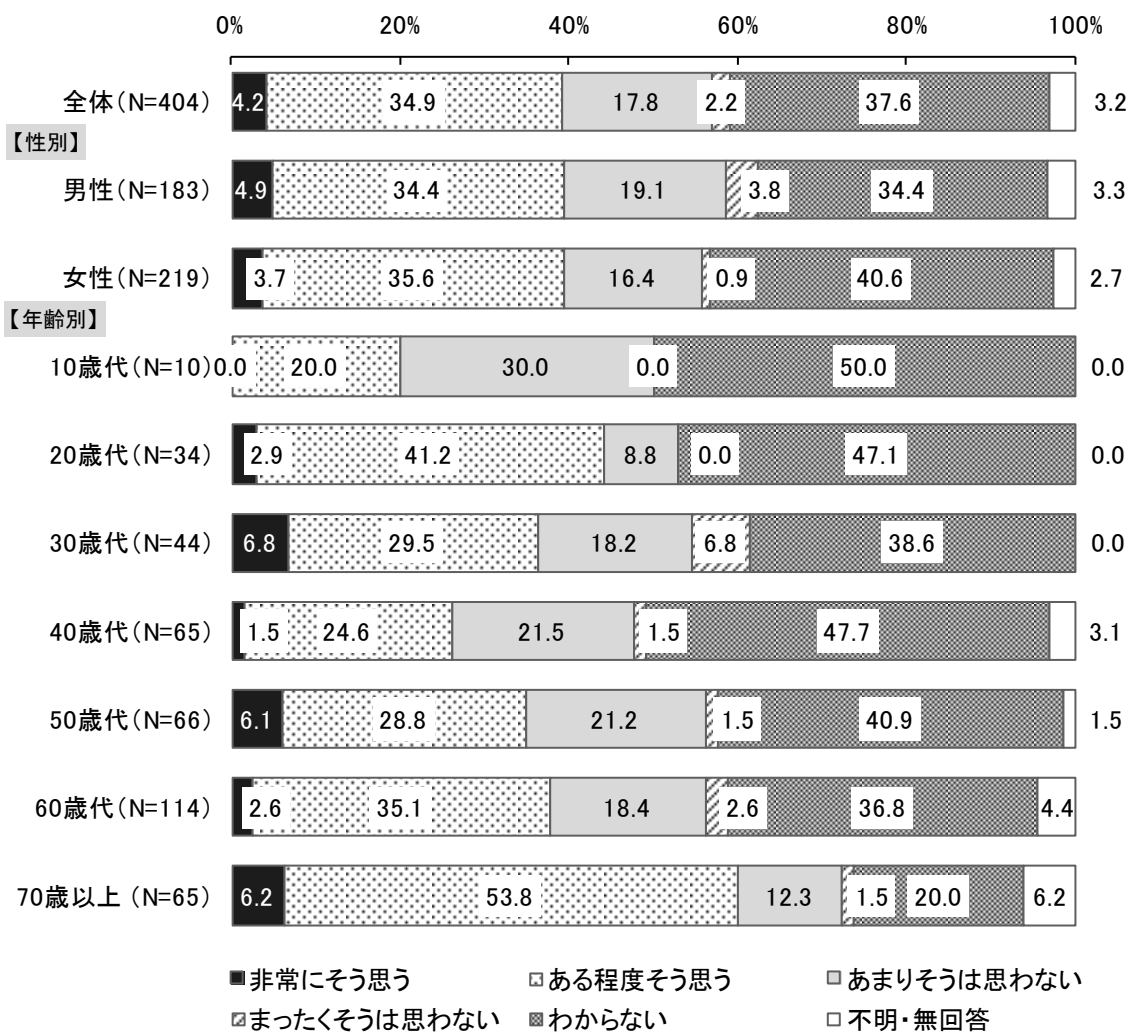 0% 20% 40% 60% 80% 100%
全体(N=404) 4.2 34.9 17.8 2.2 37.6 3.2
【性別】
男性(N=183) 4.9 34.4 19.1 3.8 34.4 3.3
女性(N=219) 3.7 35.6 16.4 0.9 40.6 2.7
【年齢別】
10歳代(N=10) 0.0 20.0 30.0 0.0 50.0 0.0
20歳代(N=34) 2.9 41.2 8.8 0.0 47.1 0.0
30歳代(N=44) 6.8 29.5 18.2 6.8 38.6 0.0
40歳代(N=65) 1.5 24.6 21.5 1.5 47.7 3.1
50歳代(N=66) 6.1 28.8 21.2 1.5 40.9 1.5
60歳代(N=114) 2.6 35.1 18.4 2.6 36.8 4.4
70歳以上 (N=65) 6.2 53.8 12.3 1.5 20.0 6.2
非常にそう思う ある程度そう思う あまりそうは思わない
まったくそうは思わない わからない 不明・無回答